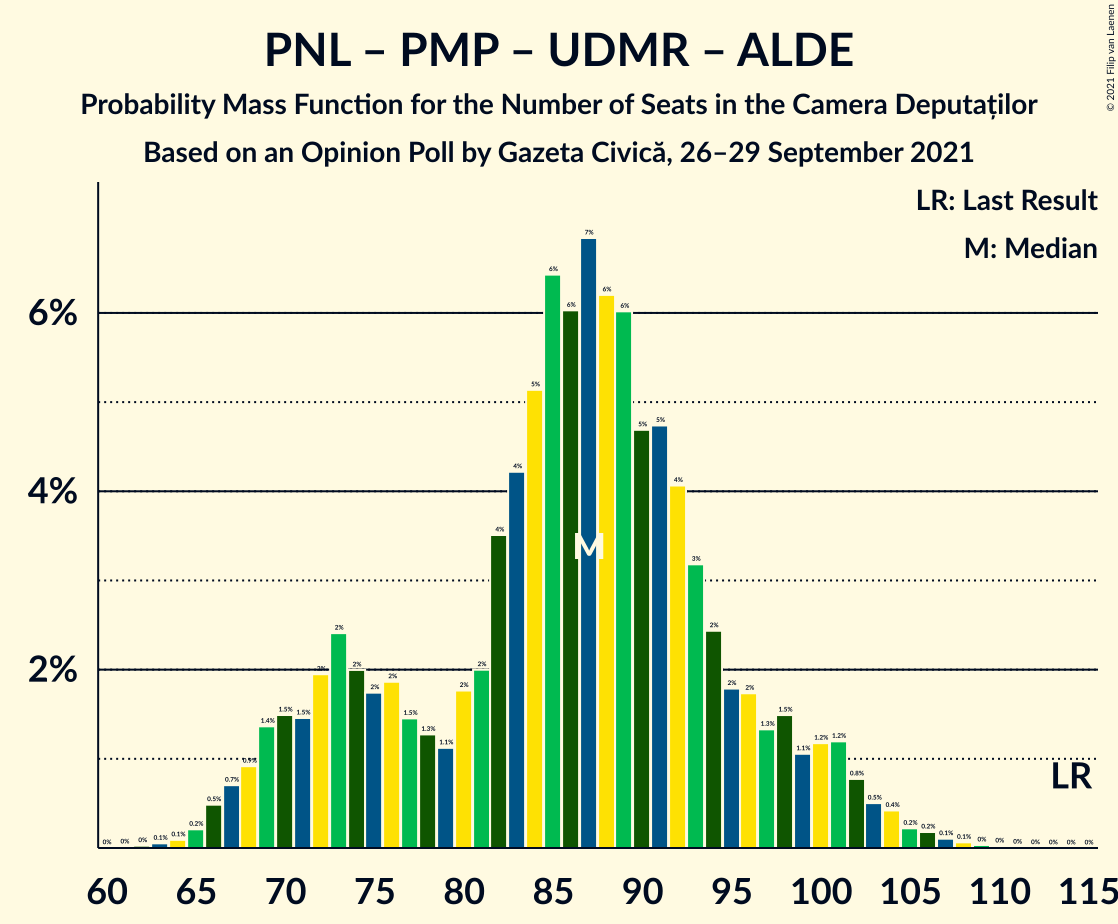 PNL – PMP – UDMR – ALDE
Probability Mass Function for the Number of Seats in the Camera Deputaților
Based on an Opinion Poll by Gazeta Civică, 26–29 September 2021
© 2021 Filip van Laenen
LR: Last Result
M: Median
6%
4%
2%
0% 0% 0% 0.1% 0.1% 0.2% 0.5% 0.7% 0.9% 1.4% 1.5% 1.5% 2% 2% 2% 2% 2% 1.5% 1.3% 1.1% 2% 2% 4% 4% 5% 6% 6% 7% 6% 6% 5% 5% 4% 3% 2% 2% 2% 1.3% 1.5% 1.1% 1.2% 1.2% 0.8% 0.5% 0.4% 0.2% 0.2% 0.1% 0.1% 0% 0% 0% 0% 0% 0% 0%
M
LR
60 65 70 75 80 85 90 95 100 105 110 115